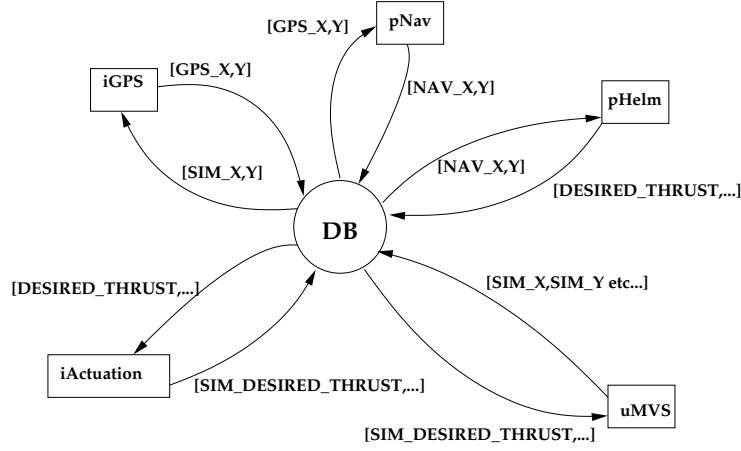 [GPS_X,Y]
pNav
iGPS
[GPS_X,Y]
[NAV_X,Y]
pHelm
[SIM_X,Y]
[NAV_X,Y]
[DESIRED_THRUST,...]
DB
[DESIRED_THRUST,...]
[SIM_X,SIM_Y etc...]
iActuation
[SIM_DESIRED_THRUST,...]
uMVS
[SIM_DESIRED_THRUST,...]